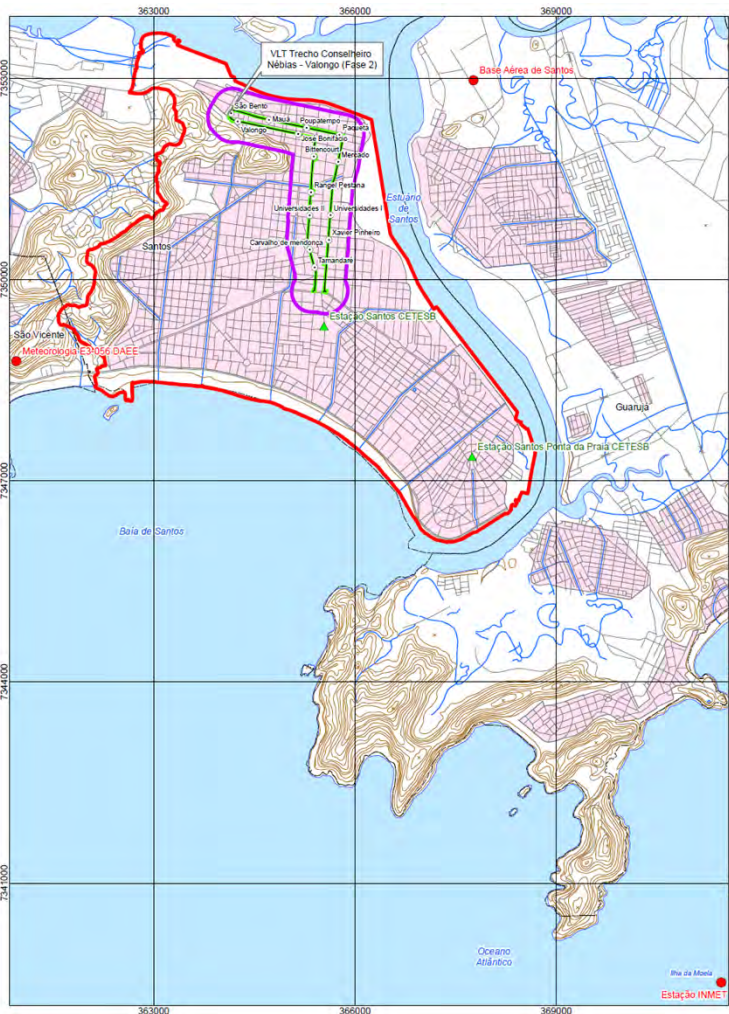 363000
366000
369000
VLT Trecho Conselheiro
Nébias - Valongo (Fase 2)
Base Aérea de Santos
7353000
São Bento
Mauá
Poupatempo
Paquetá
Valongo
José Bonifácio
Bittencourt
Mercado
Rangel Pestana
Estuário
de
Santos
Universidades II
Universidades I
Xavier Pinheiro
Santos
Carvalho de mendonça
Tamandaré
7350000
Estação Santos CETESB
São Vicente
Meteorologia E3-056 DAEE
Guarujá
Estação Santos Ponta da Praia CETESB
7347000
Baía de Santos
7344000
7341000
Oceano
Atlântico
Ilha da Moela
Estação INMET
363000
366000
369000